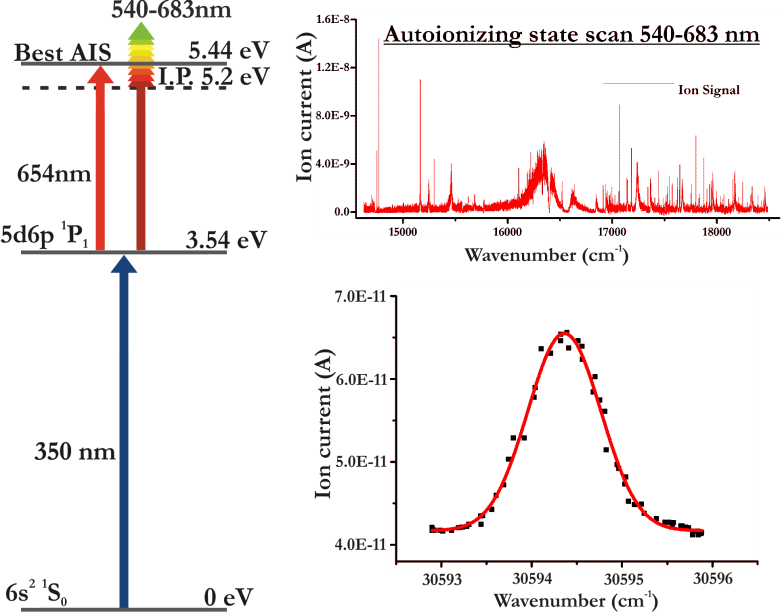 540-683nm
Best AIS 5.44 eV
I.P. 5.2 eV
654nm
5d6p ¹P₁ 3.54 eV
350 nm
6s² ¹S₀ 0 eV
Autoionizing state scan 540-683 nm
Ion Signal
Ion current (A)
1.6E-8
1.2E-8
8.0E-9
4.0E-9
0.0
15000 16000 17000 18000
Wavenumber (cm⁻¹)
Ion current (A)
7.0E-11
6.0E-11
5.0E-11
4.0E-11
30593 30594 30595 30596
Wavenumber (cm⁻¹)